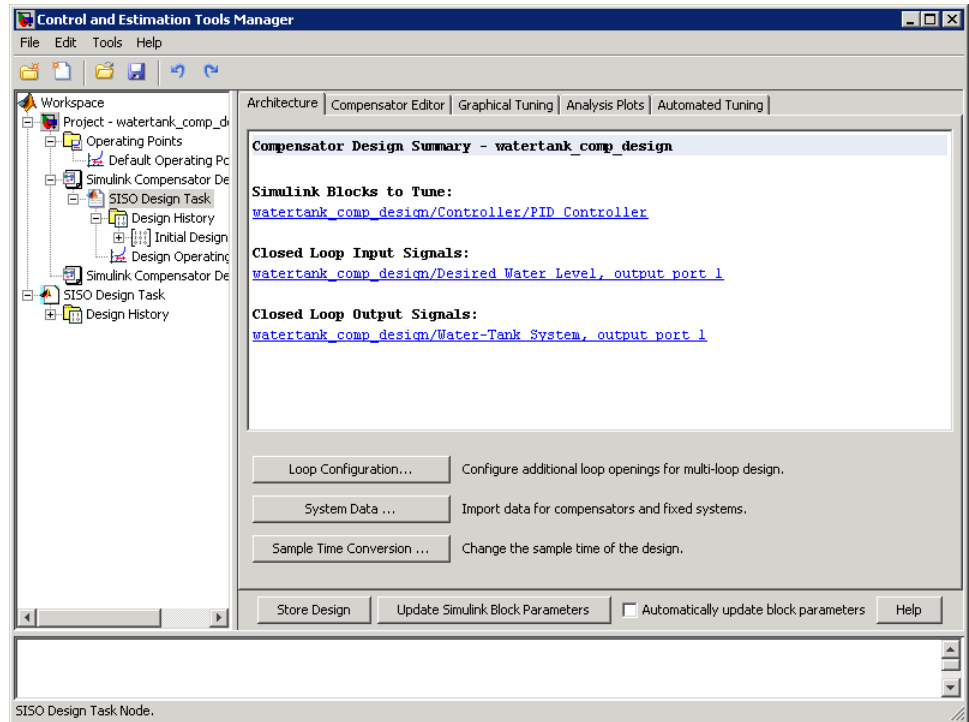 Control and Estimation Tools Manager
File Edit Tools Help
Workspace
Project - watertank_comp_d
Operating Points
Default Operating Po
Simulink Compensator De
SISO Design Task
Design History
Initial Design
Design Operating
Simulink Compensator De
SISO Design Task
Design History
Architecture Compensator Editor Graphical Tuning Analysis Plots Automated Tuning
Compensator Design Summary - watertank_comp_design
Simulink Blocks to Tune:
watertank_comp_design/Controller/PID Controller
Closed Loop Input Signals:
watertank_comp_design/Desired Water Level, output port 1
Closed Loop Output Signals:
watertank_comp_design/Water-Tank System, output port 1
Loop Configuration... Configure additional loop openings for multi-loop design.
System Data ... Import data for compensators and fixed systems.
Sample Time Conversion ... Change the sample time of the design.
Store Design Update Simulink Block Parameters Automatically update block parameters Help
SISO Design Task Node.